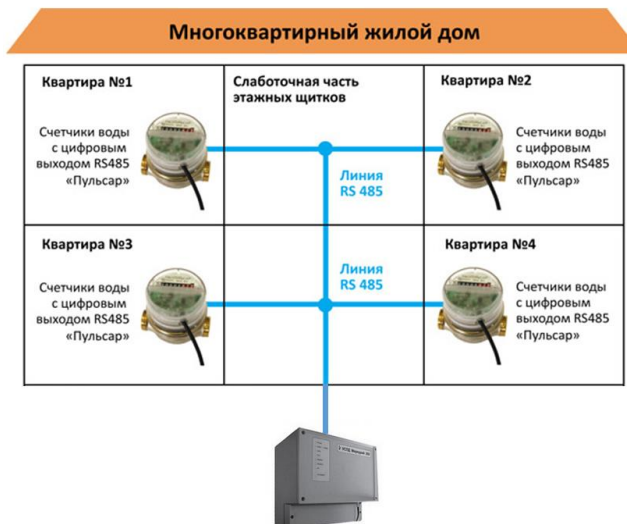 Многоквартирный жилой дом
Квартира №1
Слаботочная часть
этажных щитков
Квартира №2
Счетчики воды
с цифровым
выходом RS485
«Пульсар»
Линия
RS 485
Счетчики воды
с цифровым
выходом RS485
«Пульсар»
Квартира №3
Линия
RS 485
Квартира №4
Счетчики воды
с цифровым
выходом RS485
«Пульсар»
Счетчики воды
с цифровым
выходом RS485
«Пульсар»